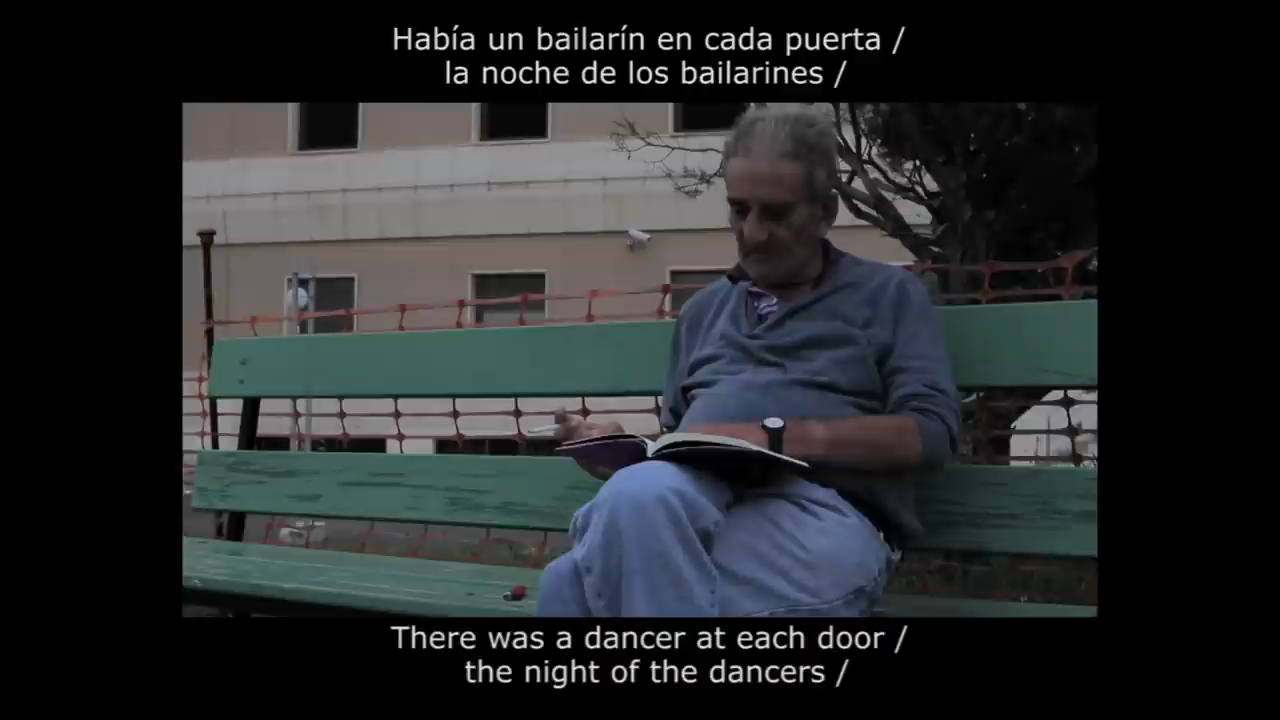 Había un bailarín en cada puerta /
la noche de los bailarines /
There was a dancer at each door /
the night of the dancers /